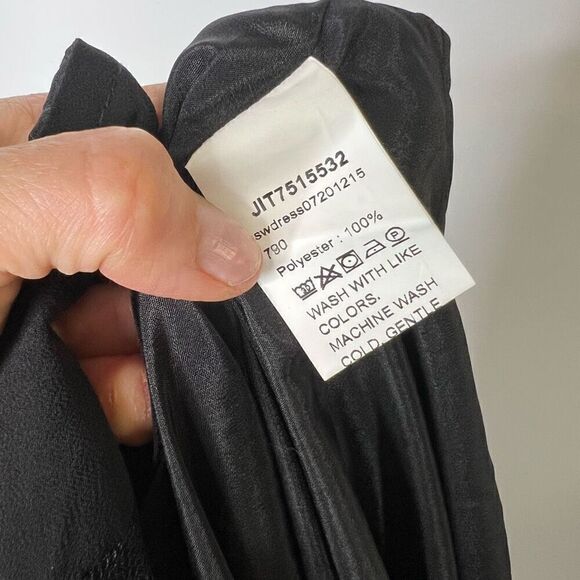 JIT7515532
swdress07201215
790
Polyester : 100%
WASH WITH LIKE
COLORS.
MACHINE WASH
COLD. GENTLE